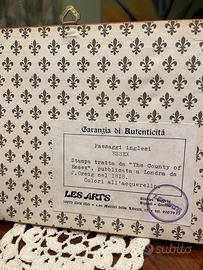 Garanzia di Autenticità
Paesaggi inglesi
ESSEX
Stampa tratta da "The County of
Essex", pubblicata a Londra da
J.Greig nel 1818.
Colori all'acquerello
LES ARTS
subito